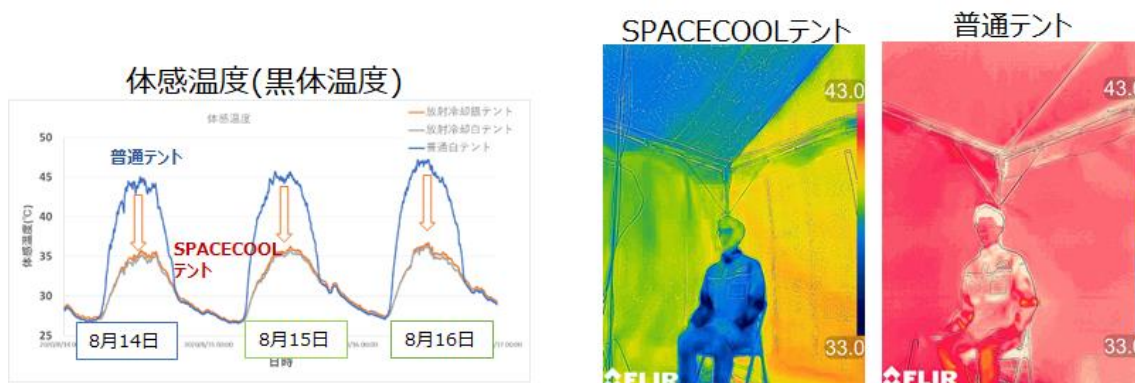 体感温度(黒体温度)
体感温度
放射冷却銀テント
放射冷却白テント
普通白テント
普通テント
SPACECOOL
テント
体感温度(℃)
50
45
40
35
30
25
8月14日
8月15日
8月16日
日時
SPACECOOLテント
43.0
33.0
FLIR
普通テント
43.0
33.0
FLIR